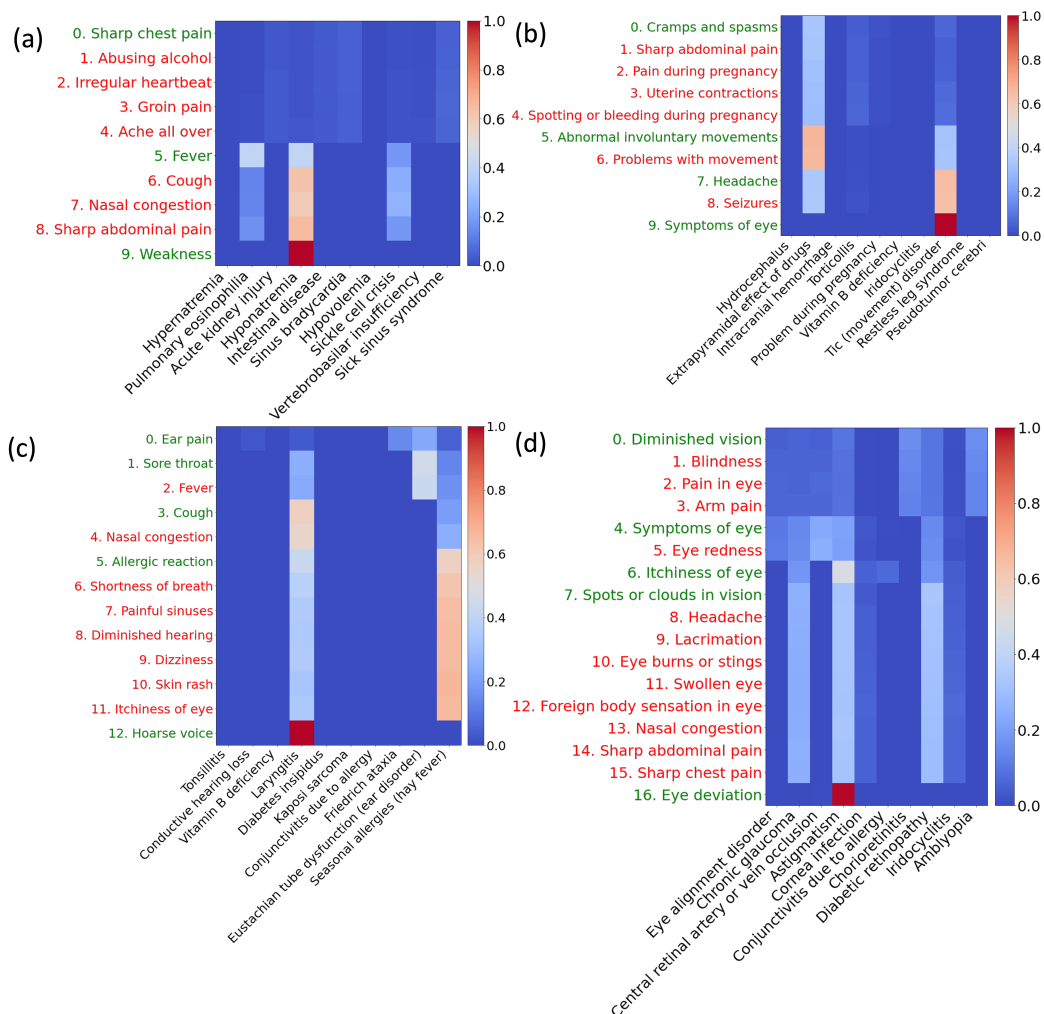 (a)
0. Sharp chest pain
1. Abusing alcohol
2. Irregular heartbeat
3. Groin pain
4. Ache all over
5. Fever
6. Cough
7. Nasal congestion
8. Sharp abdominal pain
9. Weakness
Hypernatremia
Pulmonary eosinophilia
Acute kidney injury
Hyponatremia
Intestinal disease
Sinus bradycardia
Hypovolemia
Sickle cell crisis
Vertebrobasilar insufficiency
Sick sinus syndrome
1.0
0.8
0.6
0.4
0.2
0.0
(b)
0. Cramps and spasms
1. Sharp abdominal pain
2. Pain during pregnancy
3. Uterine contractions
4. Spotting or bleeding during pregnancy
5. Abnormal involuntary movements
6. Problems with movement
7. Headache
8. Seizures
9. Symptoms of eye
Hydrocephalus
Extrapyramidal effect of drugs
Intracranial hemorrhage
Torticollis
Problem during pregnancy
Vitamin B deficiency
Iridocyclitis
Tic (movement) disorder
Restless leg syndrome
Pseudotumor cerebri
1.0
0.8
0.6
0.4
0.2
0.0
(c)
0. Ear pain
1. Sore throat
2. Fever
3. Cough
4. Nasal congestion
5. Allergic reaction
6. Shortness of breath
7. Painful sinuses
8. Diminished hearing
9. Dizziness
10. Skin rash
11. Itchiness of eye
12. Hoarse voice
Tonsillitis
Conductive hearing loss
Vitamin B deficiency
Laryngitis
Diabetes insipidus
Kaposi sarcoma
Conjunctivitis due to allergy
Friedrich ataxia
Eustachian tube dysfunction (ear disorder)
Seasonal allergies (hay fever)
1.0
0.8
0.6
0.4
0.2
0.0
(d)
0. Diminished vision
1. Blindness
2. Pain in eye
3. Arm pain
4. Symptoms of eye
5. Eye redness
6. Itchiness of eye
7. Spots or clouds in vision
8. Headache
9. Lacrimation
10. Eye burns or stings
11. Swollen eye
12. Foreign body sensation in eye
13. Nasal congestion
14. Sharp abdominal pain
15. Sharp chest pain
16. Eye deviation
Eye alignment disorder
Chronic glaucoma
Central retinal artery or vein occlusion
Astigmatism
Cornea infection
Conjunctivitis due to allergy
Chorioretinitis
Diabetic retinopathy
Iridocyclitis
Amblyopia
1.0
0.8
0.6
0.4
0.2
0.0